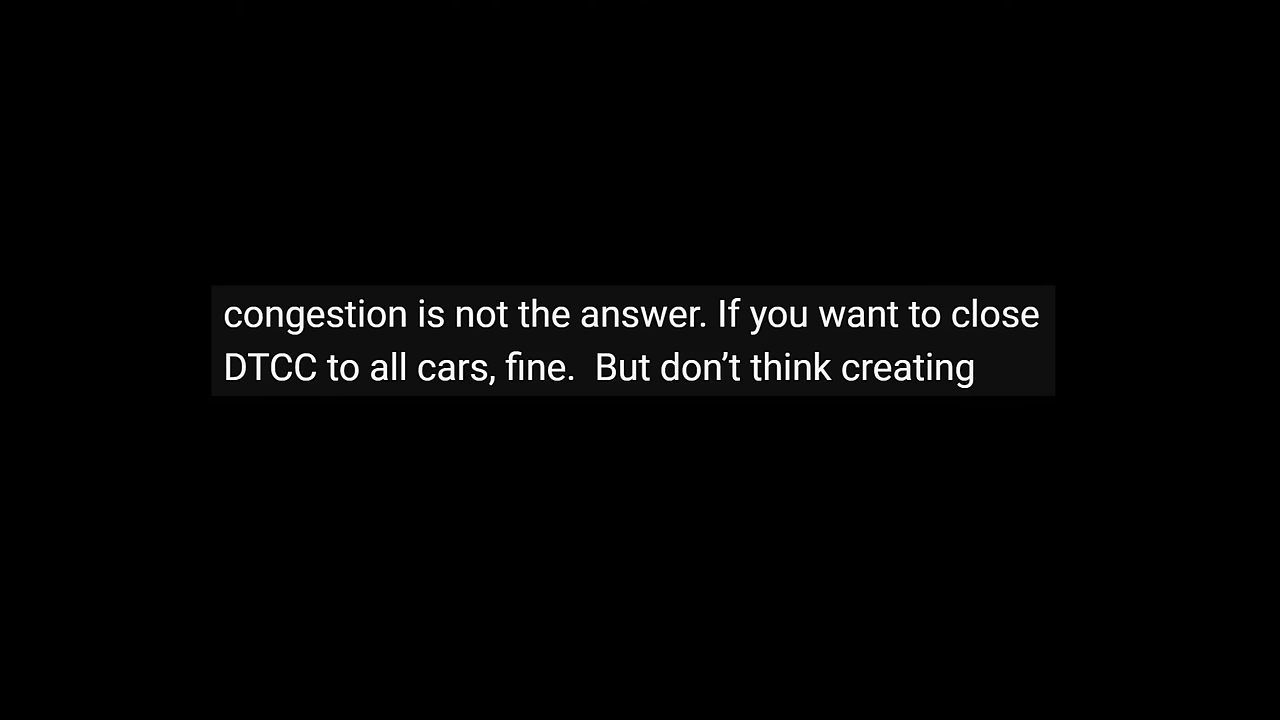 congestion is not the answer. If you want to close
DTCC to all cars, fine.  But don’t think creating